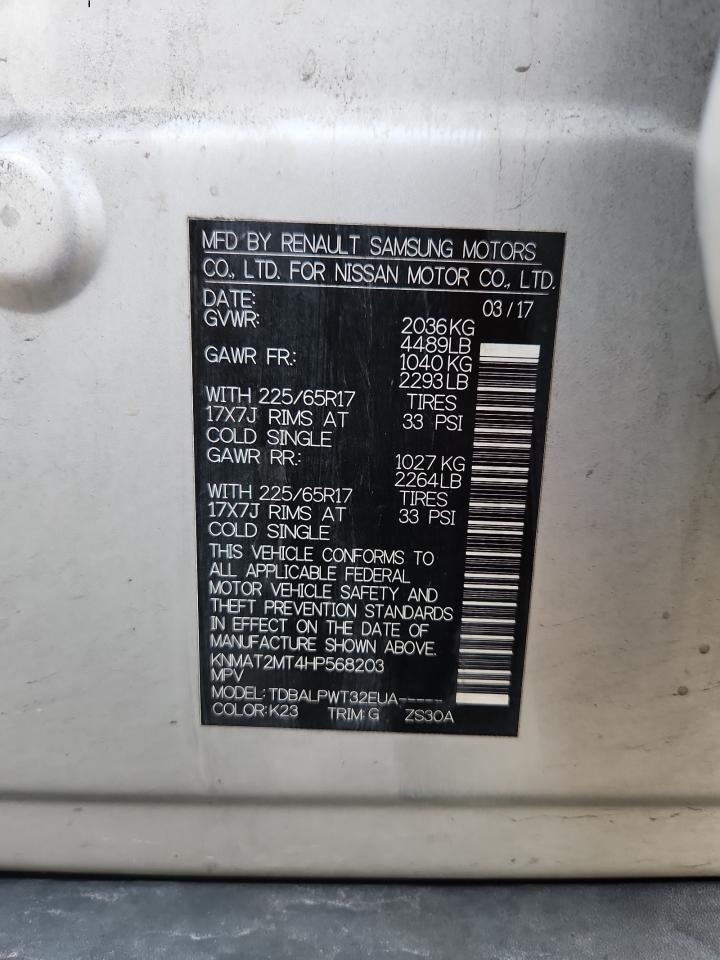 MFD BY RENAULT SAMSUNG MOTORS
CO., LTD. FOR NISSAN MOTOR CO., LTD.
DATE: 03/17
GVWR: 2036KG
4489LB
GAWR FR.: 1040KG
2293LB
WITH 225/65R17 TIRES
17X7J RIMS AT 33 PSI
COLD SINGLE
GAWR RR.: 1027KG
2264LB
WITH 225/65R17 TIRES
17X7J RIMS AT 33 PSI
COLD SINGLE
THIS VEHICLE CONFORMS TO
ALL APPLICABLE FEDERAL
MOTOR VEHICLE SAFETY AND
THEFT PREVENTION STANDARDS
IN EFFECT ON THE DATE OF
MANUFACTURE SHOWN ABOVE.
KNMAT2MT4HP568203
MPV
MODEL: TDBALPWT32EUA-----
COLOR:K23 TRIM:G ZS30A